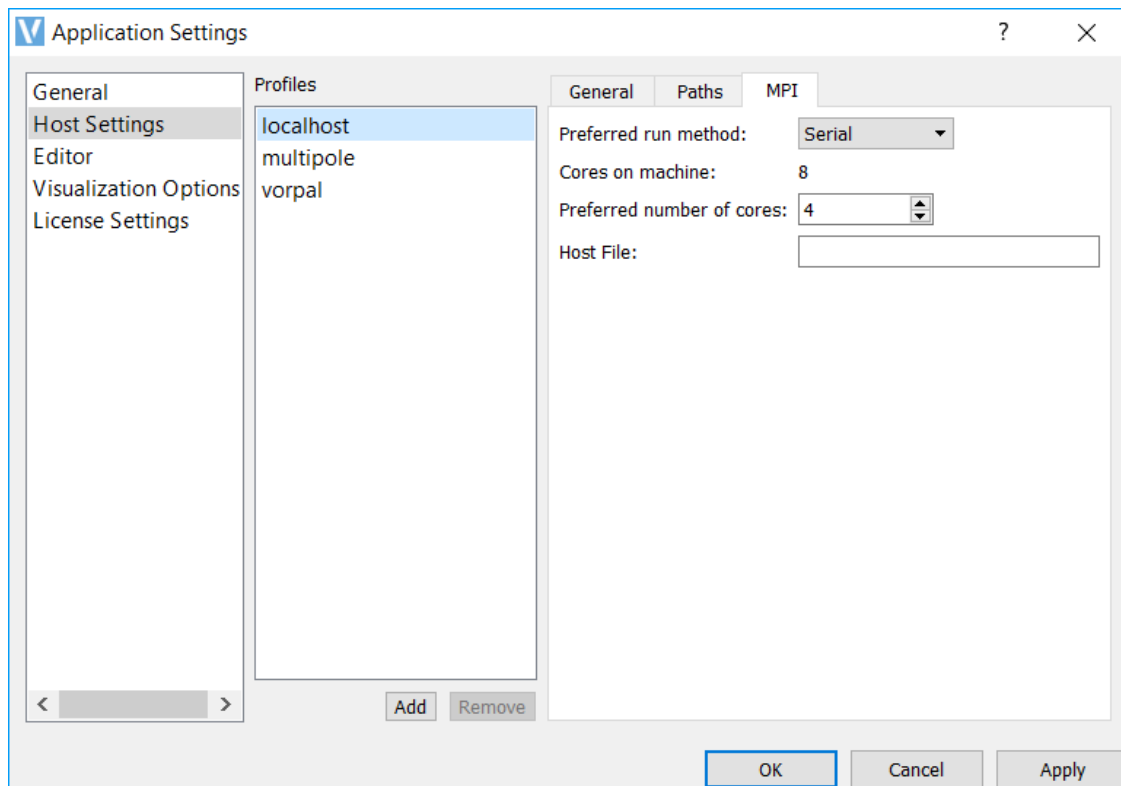 Application Settings
?
General
Host Settings
Editor
Visualization Options
License Settings
Profiles
localhost
multipole
vorpal
Add
Remove
General Paths MPI
Preferred run method: Serial
Cores on machine: 8
Preferred number of cores: 4
Host File:
OK Cancel Apply